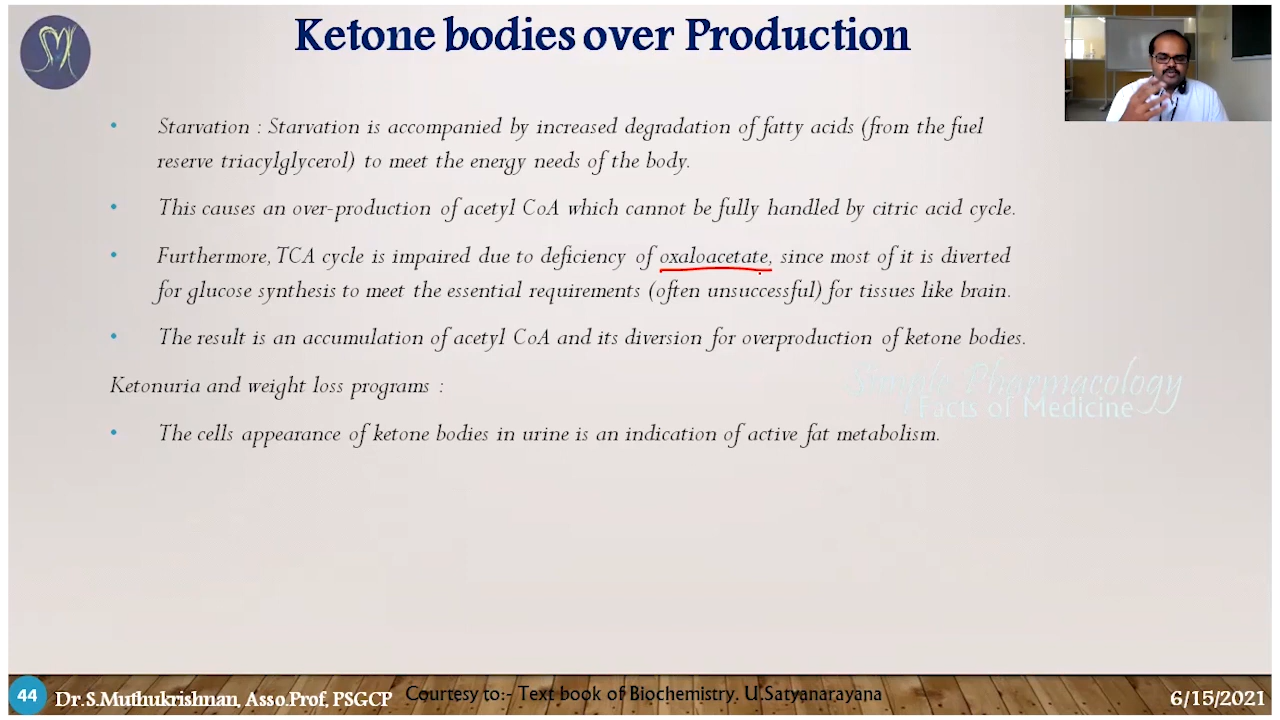 Ketone bodies over Production
• Starvation : Starvation is accompanied by increased degradation of fatty acids (from the fuel
reserve triacylglycerol) to meet the energy needs of the body.
• This causes an over-production of acetyl CoA which cannot be fully handled by citric acid cycle.
• Furthermore, TCA cycle is impaired due to deficiency of oxaloacetate, since most of it is diverted
for glucose synthesis to meet the essential requirements (often unsuccessful) for tissues like brain.
• The result is an accumulation of acetyl CoA and its diversion for overproduction of ketone bodies.
Simple Pharmacology
Facts of Medicine
Ketonuria and weight loss programs :
• The cells appearance of ketone bodies in urine is an indication of active fat metabolism.
44 Dr.S.Muthukrishnan, Asso.Prof, PSGCP Courtesy to:- Text book of Biochemistry. U.Satyanarayana 6/15/2021